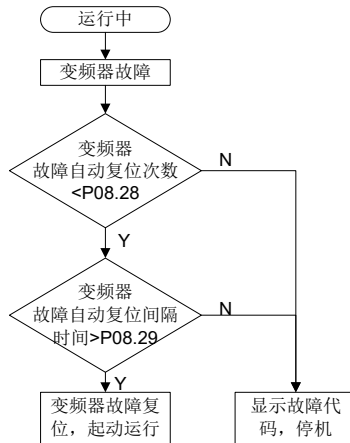 运行中
变频器故障
变频器
故障自动复位次数
<P08.28
N
Y
变频器
故障自动复位间隔
时间>P08.29
N
Y
变频器故障复
位，起动运行
显示故障代
码，停机